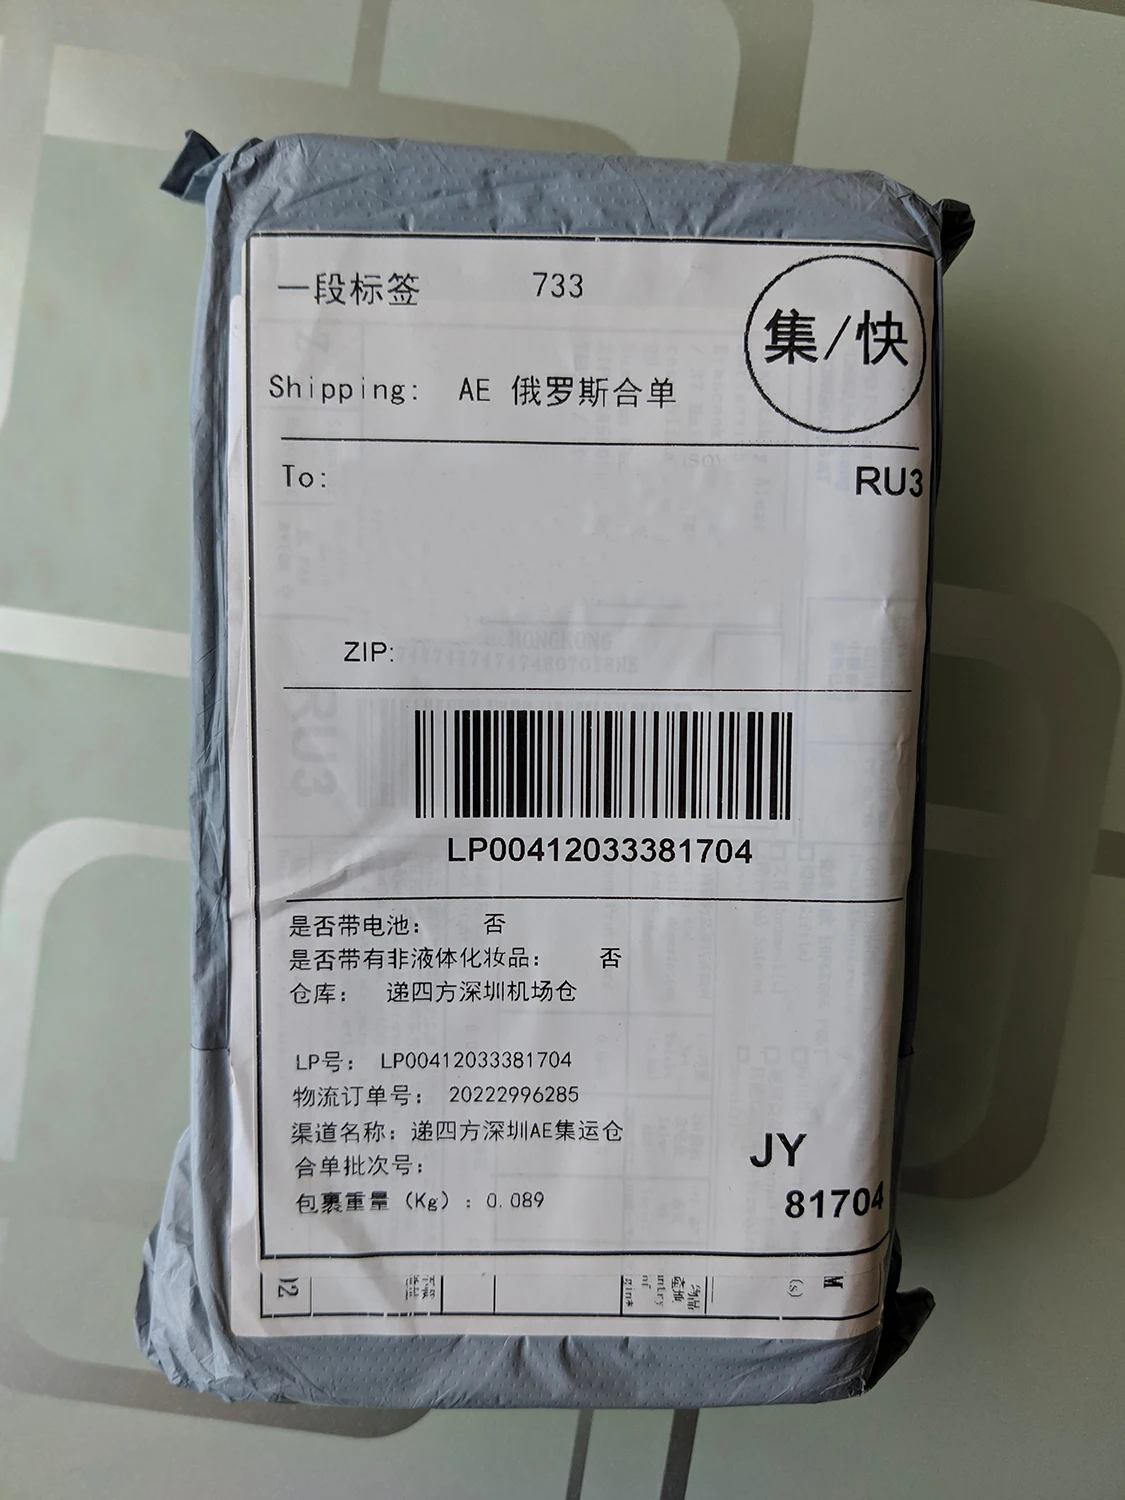 一段标签 733
集/快
Shipping: AE 俄罗斯合单
To:
RU3
HONGKONG
ZIP:
RU3
LP00412033381704
是否带电池: 否
是否带有非液体化妆品: 否
仓库: 递四方深圳机场仓
LP号: LP00412033381704
物流订单号: 20222996285
渠道名称: 递四方深圳AE集运仓
合单批次号:
包裹重量 (Kg) : 0.089
JY
81704
(s)
M